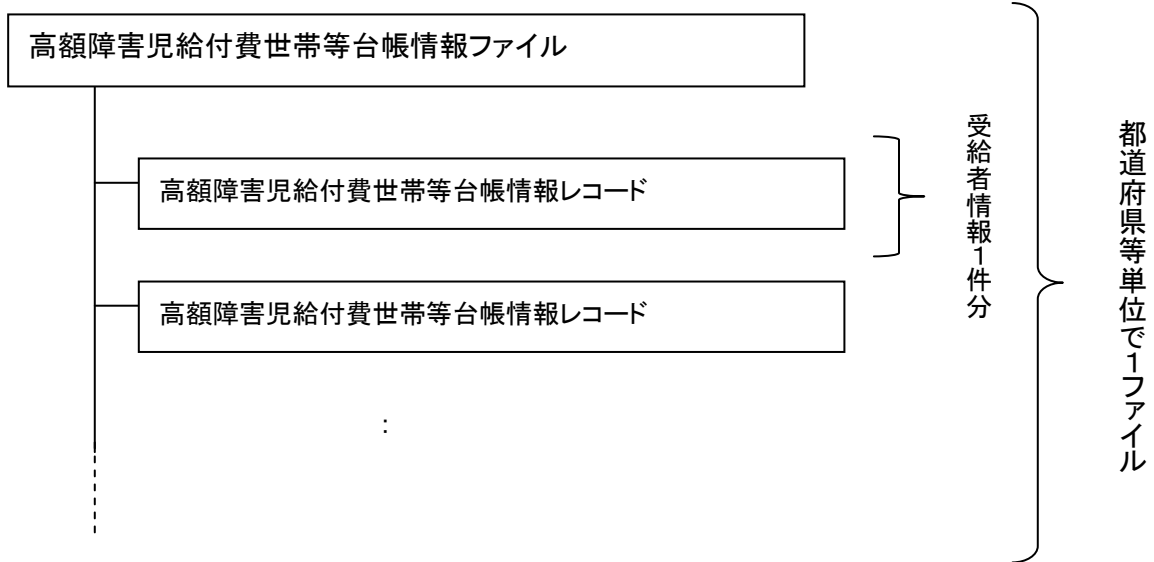 高額障害児給付費世帯等台帳情報ファイル
高額障害児給付費世帯等台帳情報レコード
受給者情報1件分
高額障害児給付費世帯等台帳情報レコード
:
都道府県等単位で1ファイル